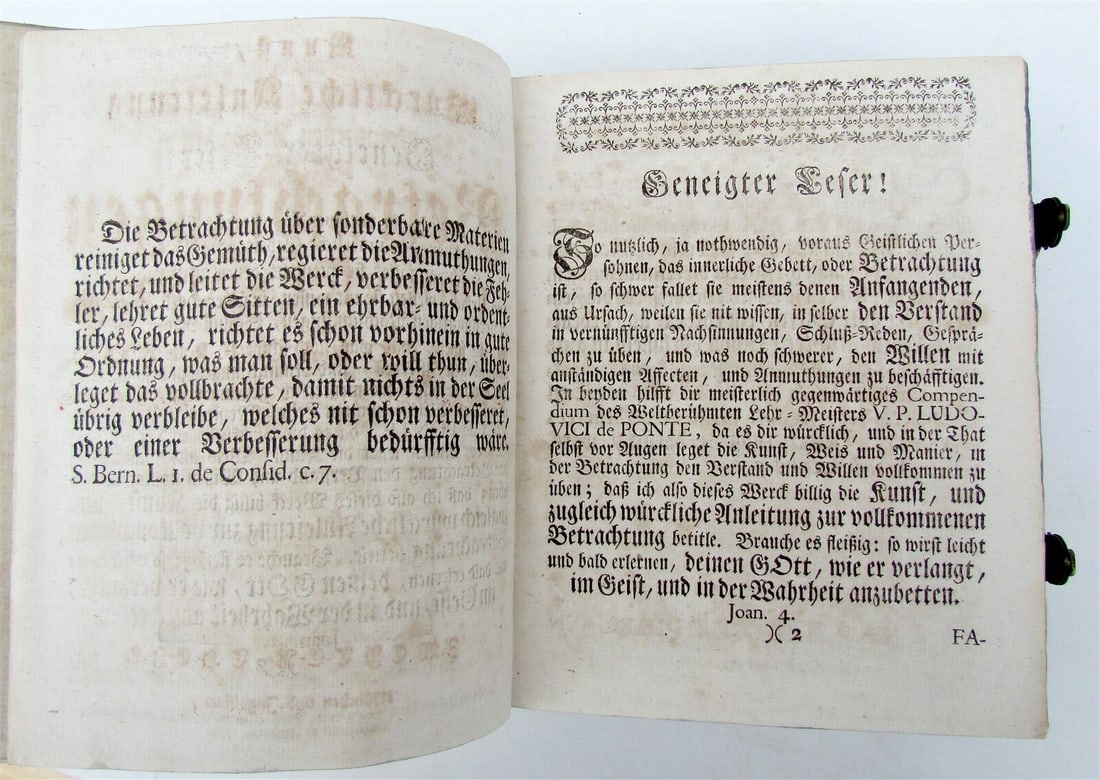 Die Betrachtung über sonderbare Materien
reiniget das Gemüth, regieret die Anmuthungen,
richtet, und leitet die Werck, verbesseret die Feh-
ler, lehret gute Sitten, ein ehrbar- und ordent-
liches Leben, richtet es schon vorhinein in gute
Ordnung, was man soll, oder will thun, über-
leget das vollbrachte, damit nichts in der Seel
übrig verbleibe, welches nit schon verbesseret,
oder einer Verbesserung bedürfftig wäre.
S. Bern. L. 1. de Consid. c. 7.
Geneigter Leser!
So nutzlich, ja nothwendig, voraus Geistlichen Per-
sohnen, das innerliche Gebett, oder Betrachtung
ist, so schwer fallet sie meistens denen Anfangenden,
aus Ursach, weilen sie nit wissen, in selber den Verstand
in vernünfftigen Nachsinnungen, Schluß-Reden, Gesprä-
chen zu üben, und was noch schwerer, den Willen mit
anständigen Affecten, und Anmuthungen zu beschäfftigen.
In beyden hilfft dir meisterlich gegenwärtiges Compen-
dium des Weltberühmten Lehr-Meisters V. P. LUDO-
VICI de PONTE, da es dir würcklich, und in der That
selbst vor Augen leget die Kunst, Weis und Manier, in
der Betrachtung den Verstand und Willen vollkommen zu
üben; daß ich also dieses Werck billig die Kunst, und
zugleich würckliche Anleitung zur vollkommenen
Betrachtung betitle. Brauche es fleißig: so wirst leicht
und bald erlernen, deinen GOtt, wie er verlangt,
im Geist, und in der Wahrheit anzubetten.
Joan. 4.
)( 2 FA-